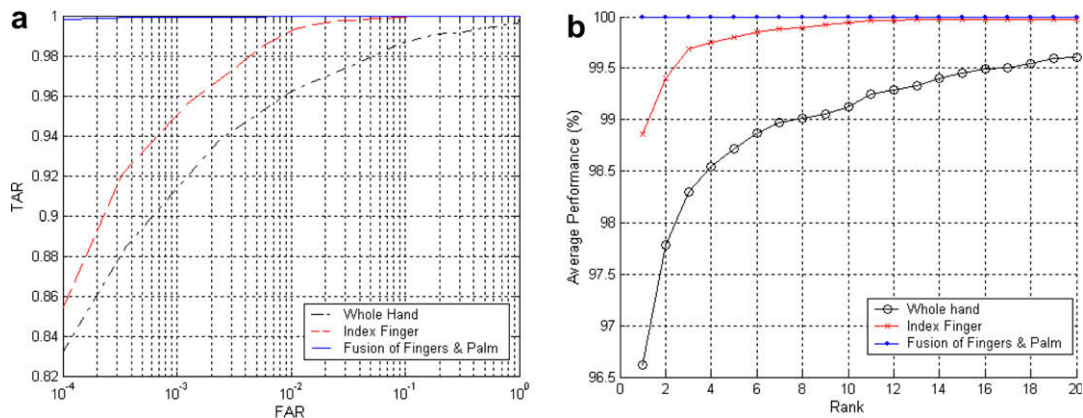 a
1
0.98
0.96
0.94
0.92
0.9
0.88
0.86
0.84
0.82
TAR
10-4
10-3
10-2
10-1
100
FAR
Whole Hand
Index Finger
Fusion of Fingers & Palm
b
100
99.5
99
98.5
98
97.5
97
96.5
Average Performance (%)
0 2 4 6 8 10 12 14 16 18 20
Rank
Whole hand
Index Finger
Fusion of Fingers & Palm